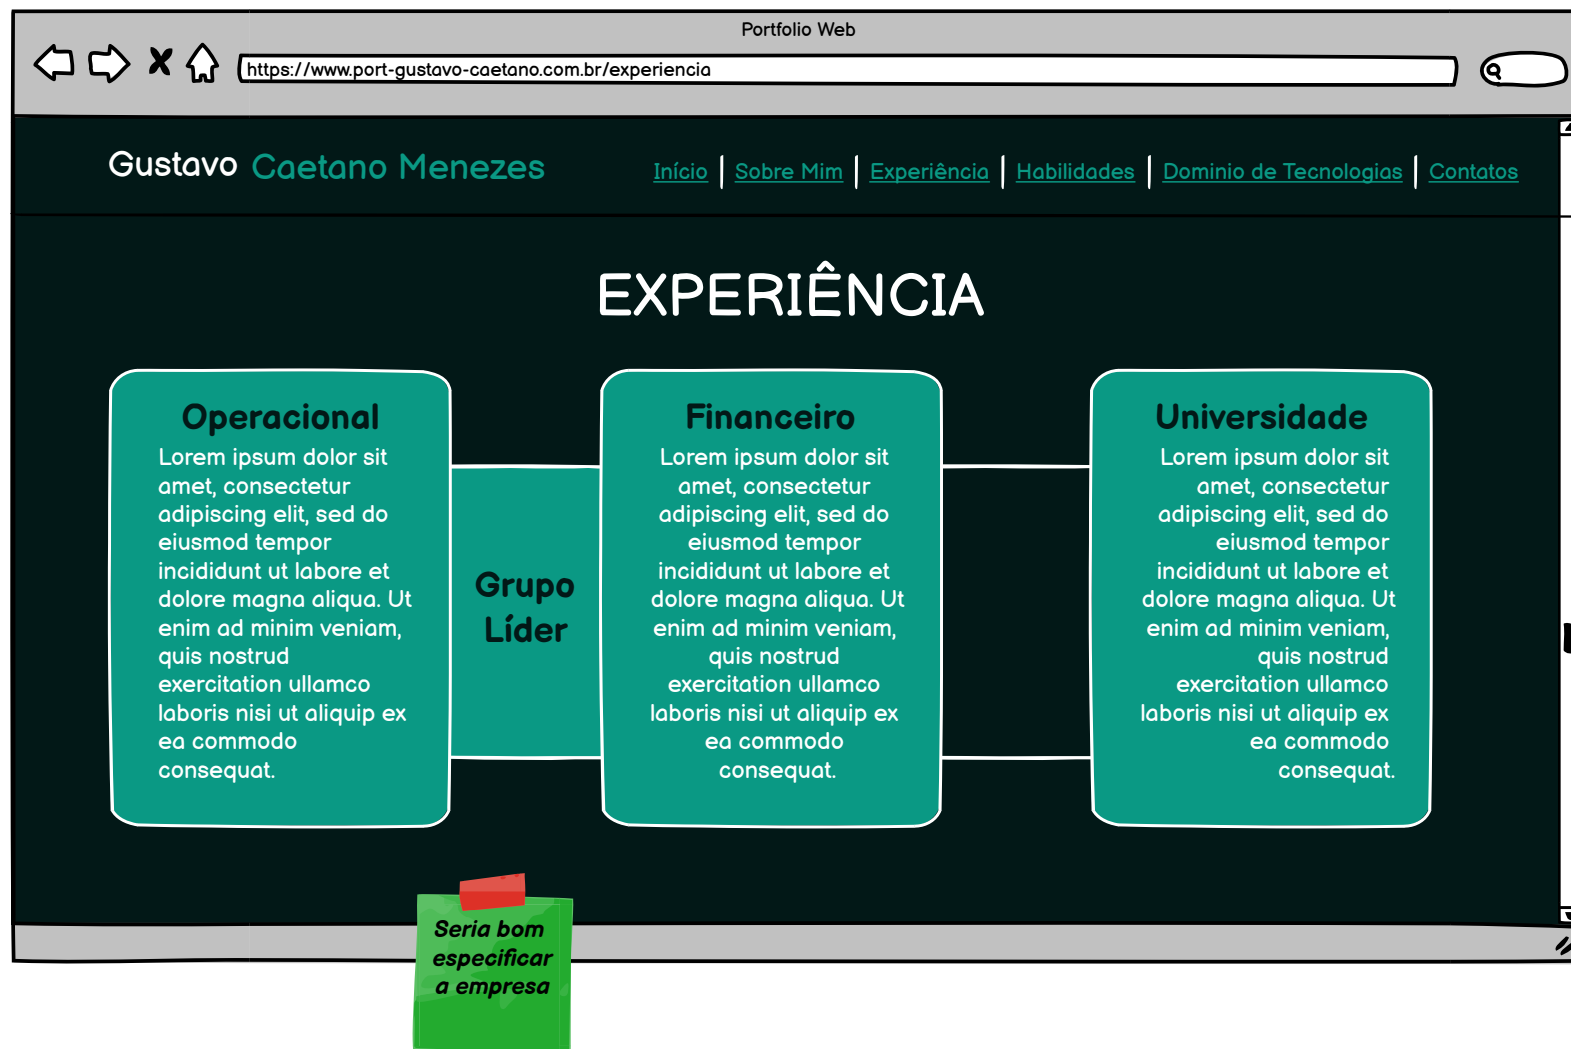 Portfolio Web
https://www.port-gustavo-caetano.com.br/experiencia
Gustavo Caetano Menezes
Início | Sobre Mim | Experiência | Habilidades | Dominio de Tecnologias | Contatos
EXPERIÊNCIA
Operacional
Lorem ipsum dolor sit
amet, consectetur
adipiscing elit, sed do
eiusmod tempor
incididunt ut labore et
dolore magna aliqua. Ut
enim ad minim veniam,
quis nostrud
exercitation ullamco
laboris nisi ut aliquip ex
ea commodo
consequat.
Grupo
Líder
Financeiro
Lorem ipsum dolor sit
amet, consectetur
adipiscing elit, sed do
eiusmod tempor
incididunt ut labore et
dolore magna aliqua. Ut
enim ad minim veniam,
quis nostrud
exercitation ullamco
laboris nisi ut aliquip ex
ea commodo
consequat.
Universidade
Lorem ipsum dolor sit
amet, consectetur
adipiscing elit, sed do
eiusmod tempor
incididunt ut labore et
dolore magna aliqua. Ut
enim ad minim veniam,
quis nostrud
exercitation ullamco
laboris nisi ut aliquip ex
ea commodo
consequat.
Seria bom
especificar
a empresa